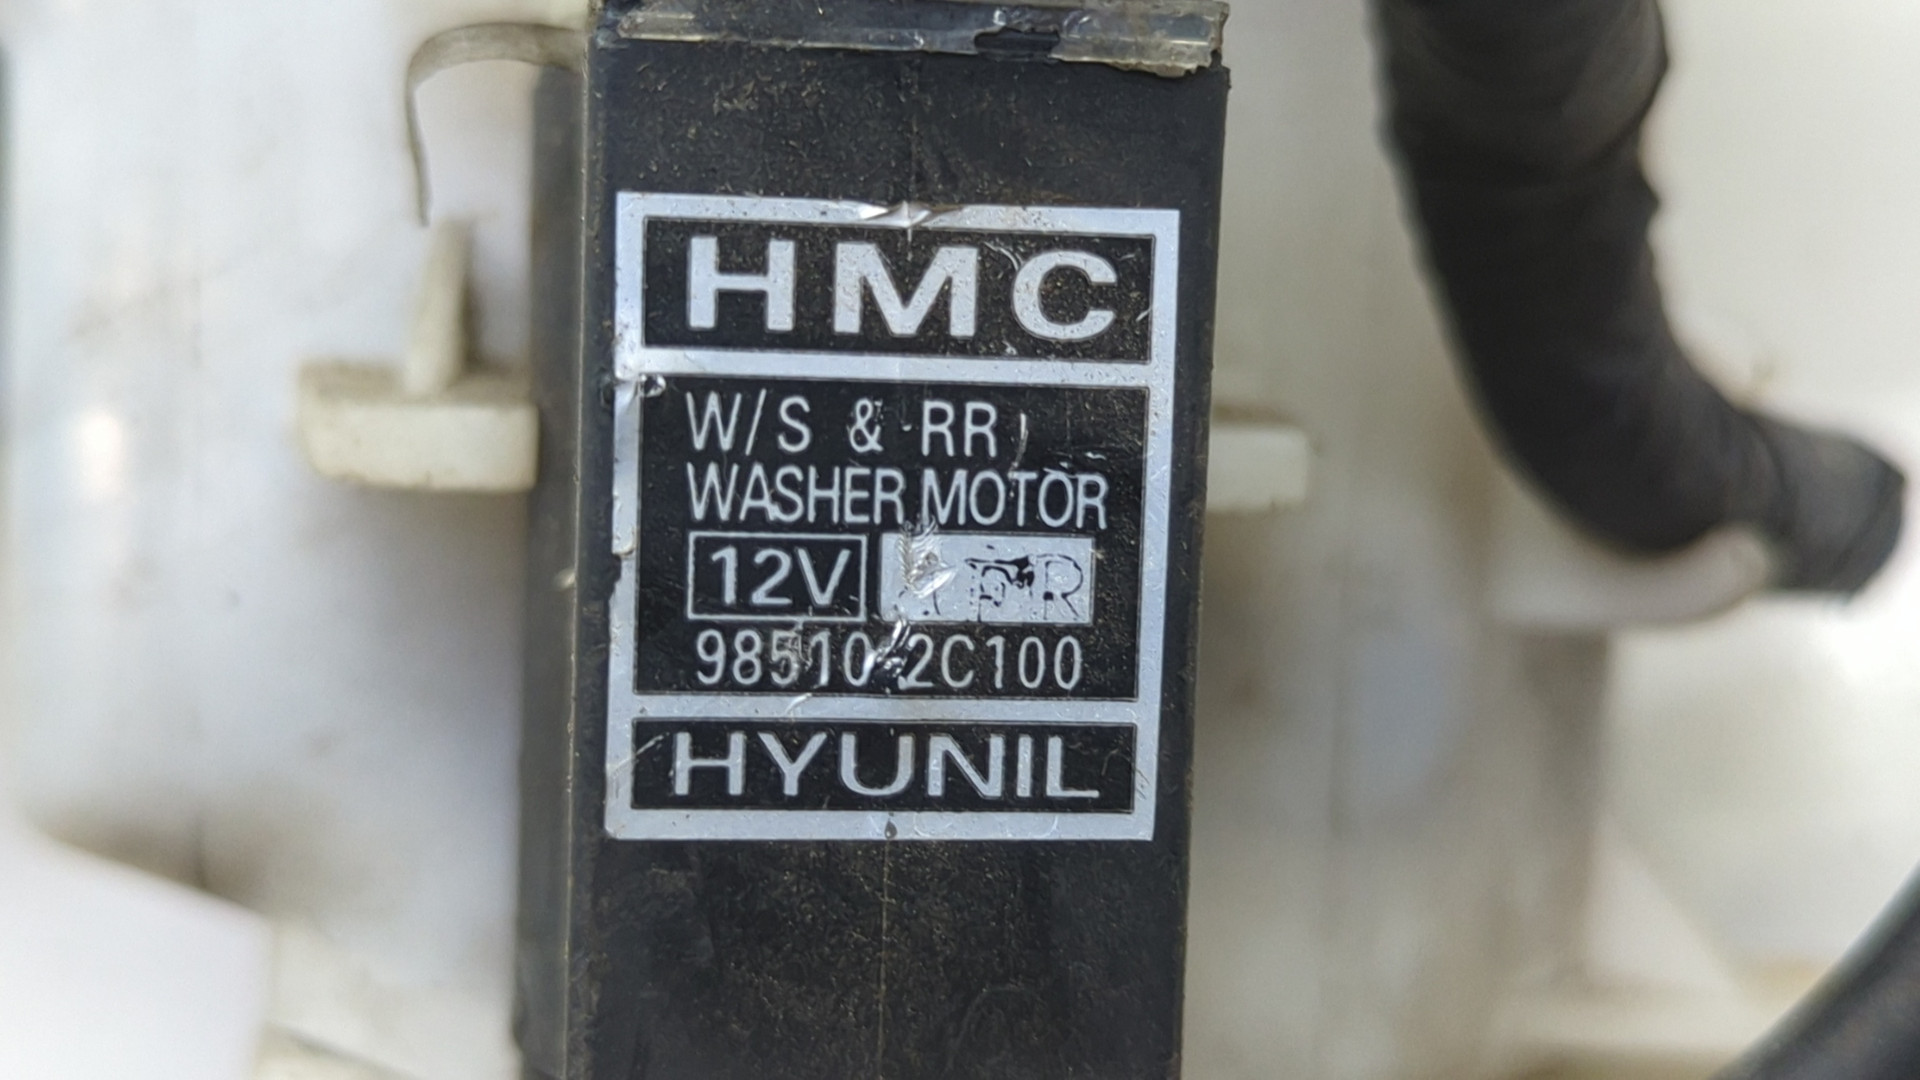 HMC
W/S & RR
WASHER MOTOR
12V
98510-2C100
HYUNIL